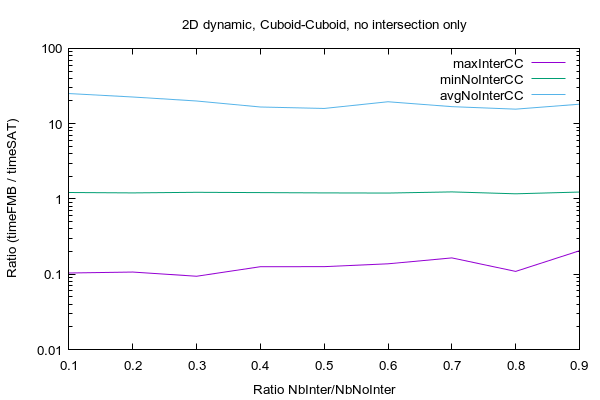 2D dynamic, Cuboid-Cuboid, no intersection only
100
10
1
0.1
0.01
Ratio (timeFMB / timeSAT)
maxInterCC
minNoInterCC
avgNoInterCC
0.1 0.2 0.3 0.4 0.5 0.6 0.7 0.8 0.9
Ratio NbInter/NbNoInter